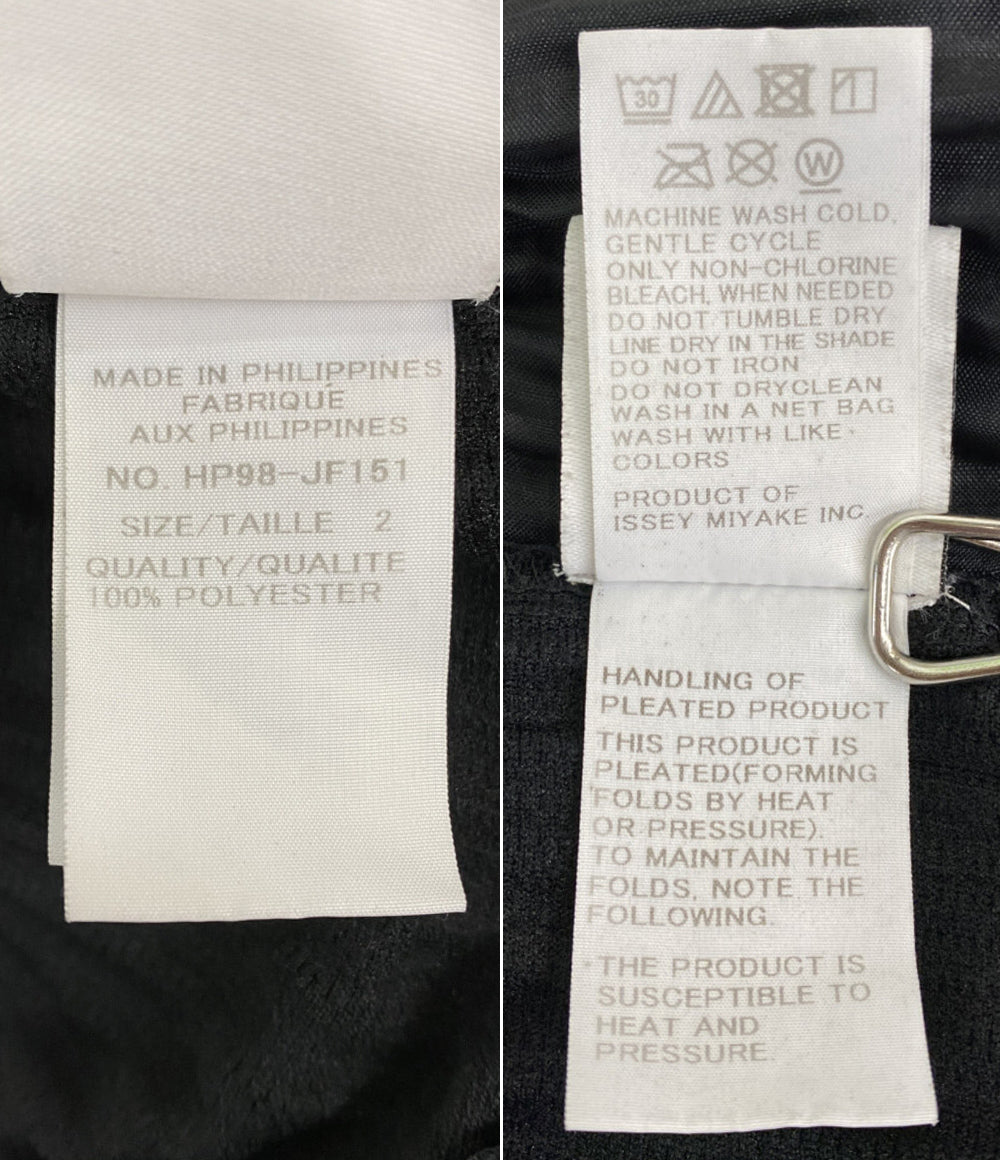 MADE IN PHILIPPINES
FABRIQUÉ
AUX PHILIPPINES
NO. HP98-JF151
SIZE/TAILLE 2
QUALITY/QUALITE
100% POLYESTER
30
W
MACHINE WASH COLD,
GENTLE CYCLE
ONLY NON-CHLORINE
BLEACH, WHEN NEEDED
DO NOT TUMBLE DRY
LINE DRY IN THE SHADE
DO NOT IRON
DO NOT DRYCLEAN
WASH IN A NET BAG
WASH WITH LIKE
COLORS
PRODUCT OF
ISSEY MIYAKE INC.
HANDLING OF
PLEATED PRODUCT
THIS PRODUCT IS
PLEATED(FORMING
FOLDS BY HEAT
OR PRESSURE).
TO MAINTAIN THE
FOLDS, NOTE THE
FOLLOWING.
·THE PRODUCT IS
SUSCEPTIBLE TO
HEAT AND
PRESSURE.